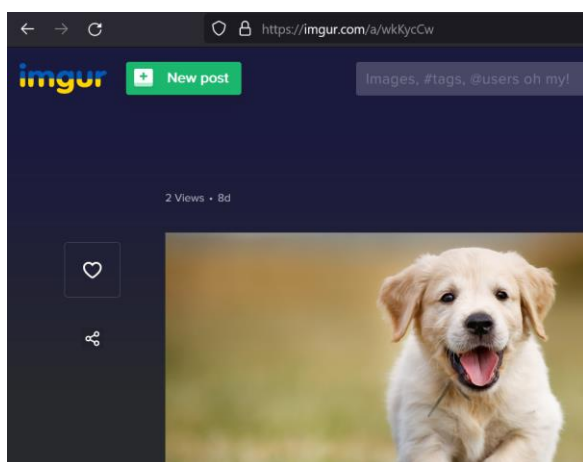 https://imgur.com/a/wkKycCw
imgur
New post
Images, #tags, @users oh my!
2 Views • 8d